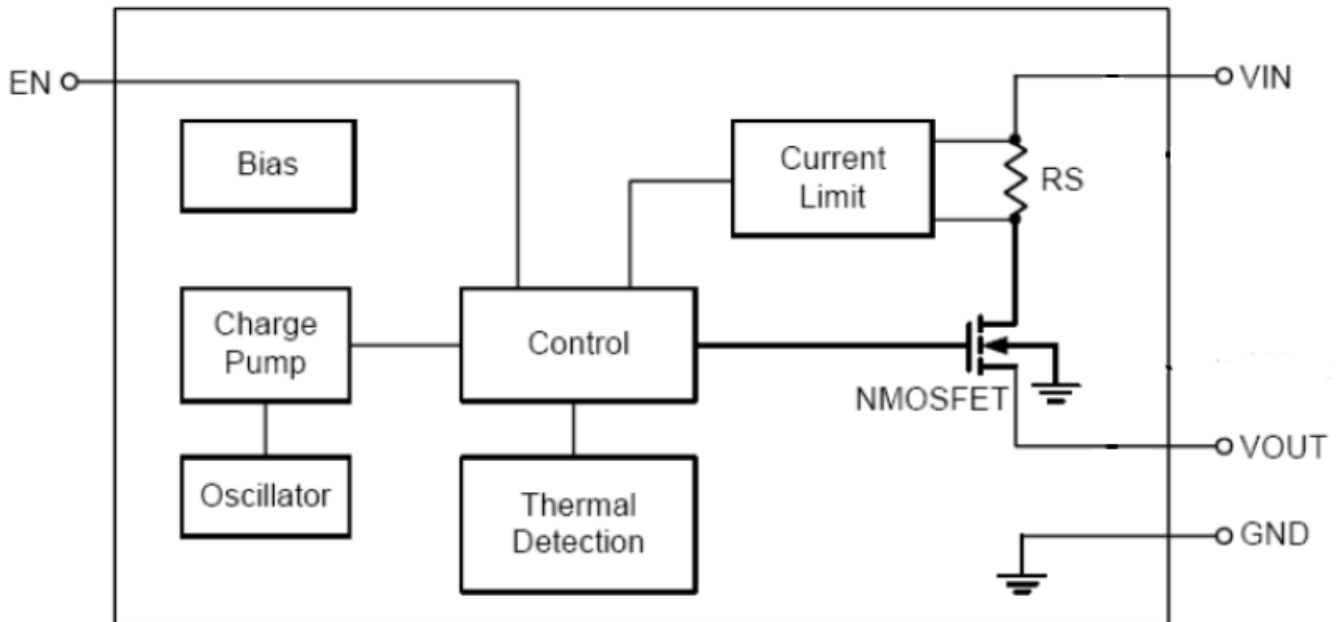 EN
VIN
Bias
Current
Limit
RS
Charge
Pump
Control
NMOSFET
VOUT
Oscillator
Thermal
Detection
GND